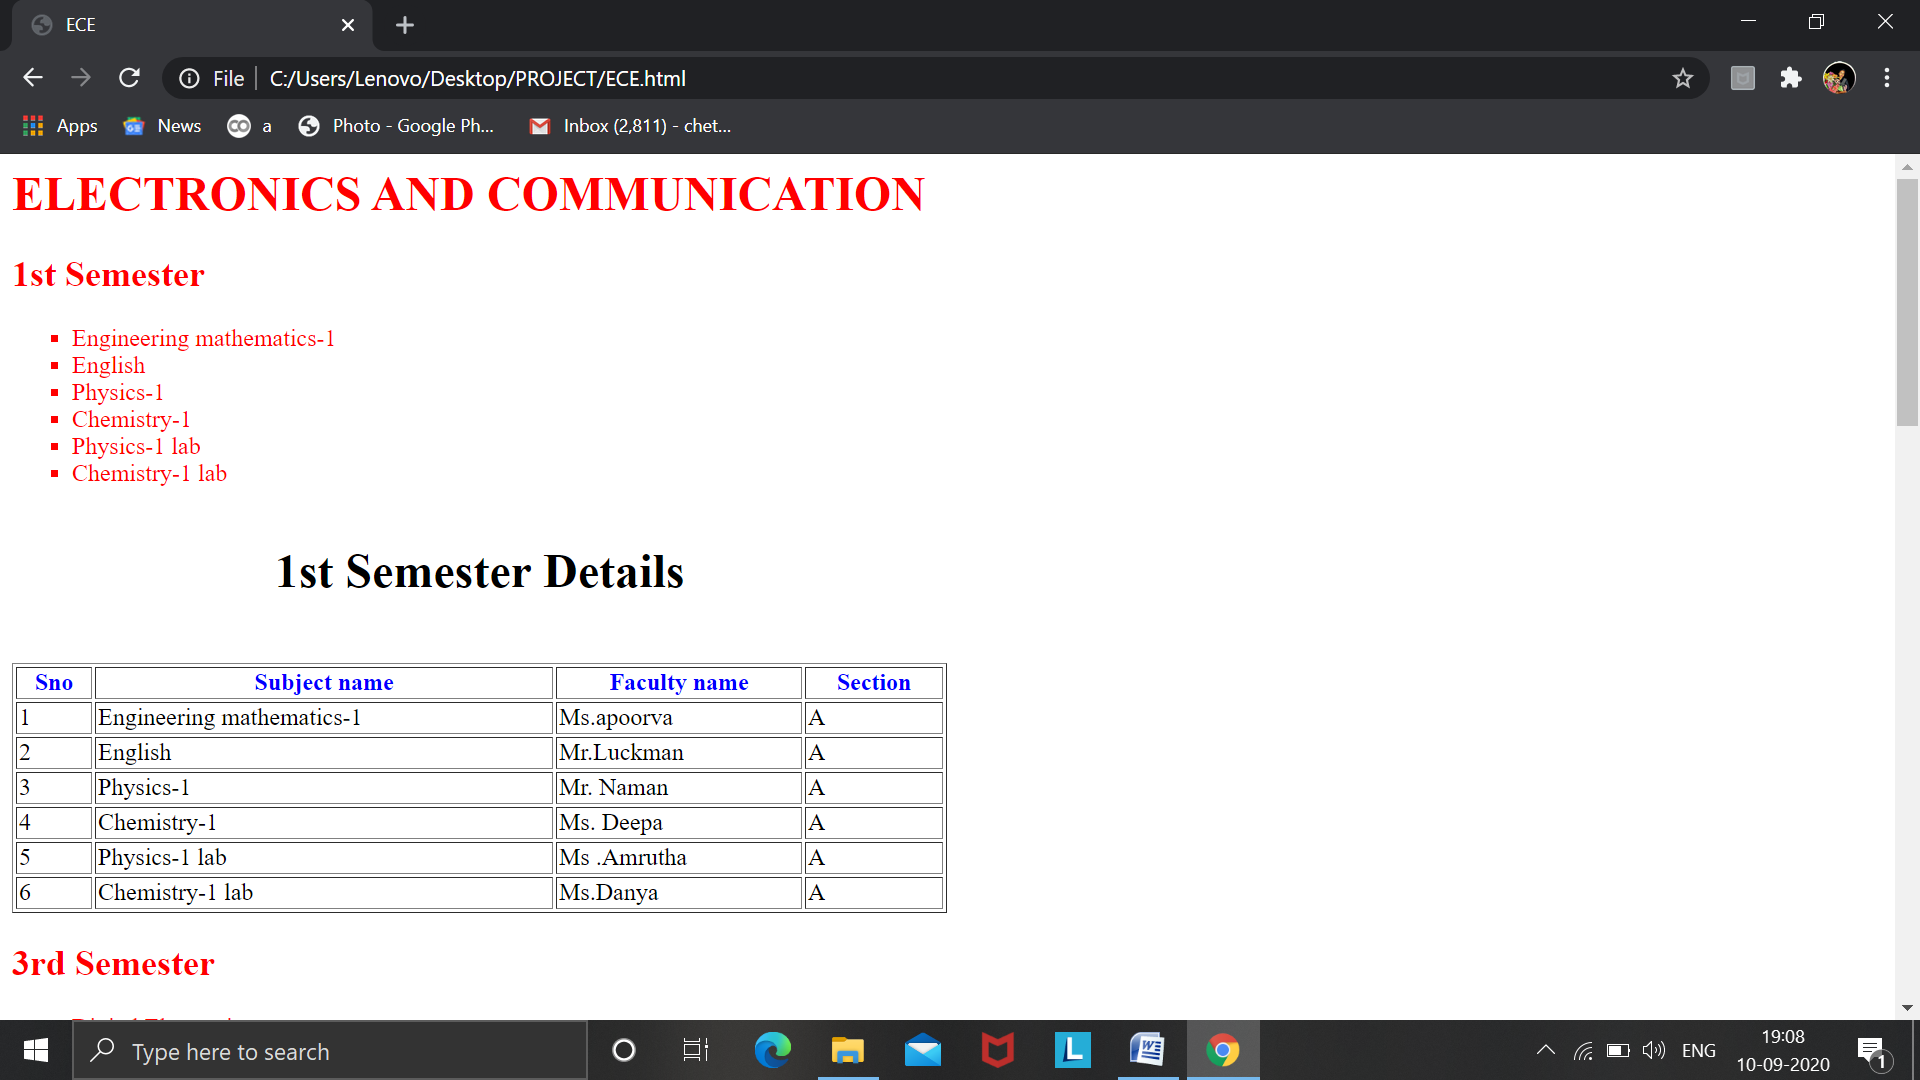 ECE
File C:/Users/Lenovo/Desktop/PROJECT/ECE.html
Apps News a Photo - Google Ph... Inbox (2,811) - chet...
ELECTRONICS AND COMMUNICATION
1st Semester
Engineering mathematics-1
English
Physics-1
Chemistry-1
Physics-1 lab
Chemistry-1 lab
1st Semester Details
Sno Subject name Faculty name Section
1 Engineering mathematics-1 Ms.apoorva A
2 English Mr.Luckman A
3 Physics-1 Mr. Naman A
4 Chemistry-1 Ms. Deepa A
5 Physics-1 lab Ms .Amrutha A
6 Chemistry-1 lab Ms.Danya A
3rd Semester
Type here to search
ENG
19:08
10-09-2020
1